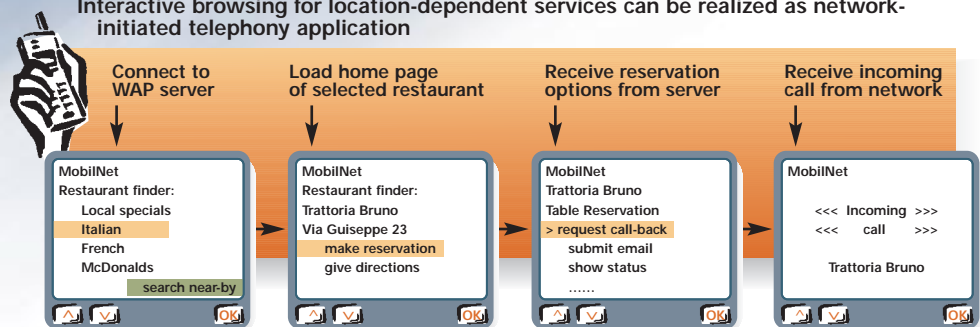 Interactive browsing for location-dependent services can be realized as network-
initiated telephony application
Connect to
WAP server
Load home page
of selected restaurant
Receive reservation
options from server
Receive incoming
call from network
MobilNet
Restaurant finder:
Local specials
Italian
French
McDonalds
search near-by
OK
MobilNet
Restaurant finder:
Trattoria Bruno
Via Guiseppe 23
make reservation
give directions
OK
MobilNet
Trattoria Bruno
Table Reservation
> request call-back
submit email
show status
......
OK
MobilNet
<<< Incoming >>>
<<< call >>>
Trattoria Bruno
OK